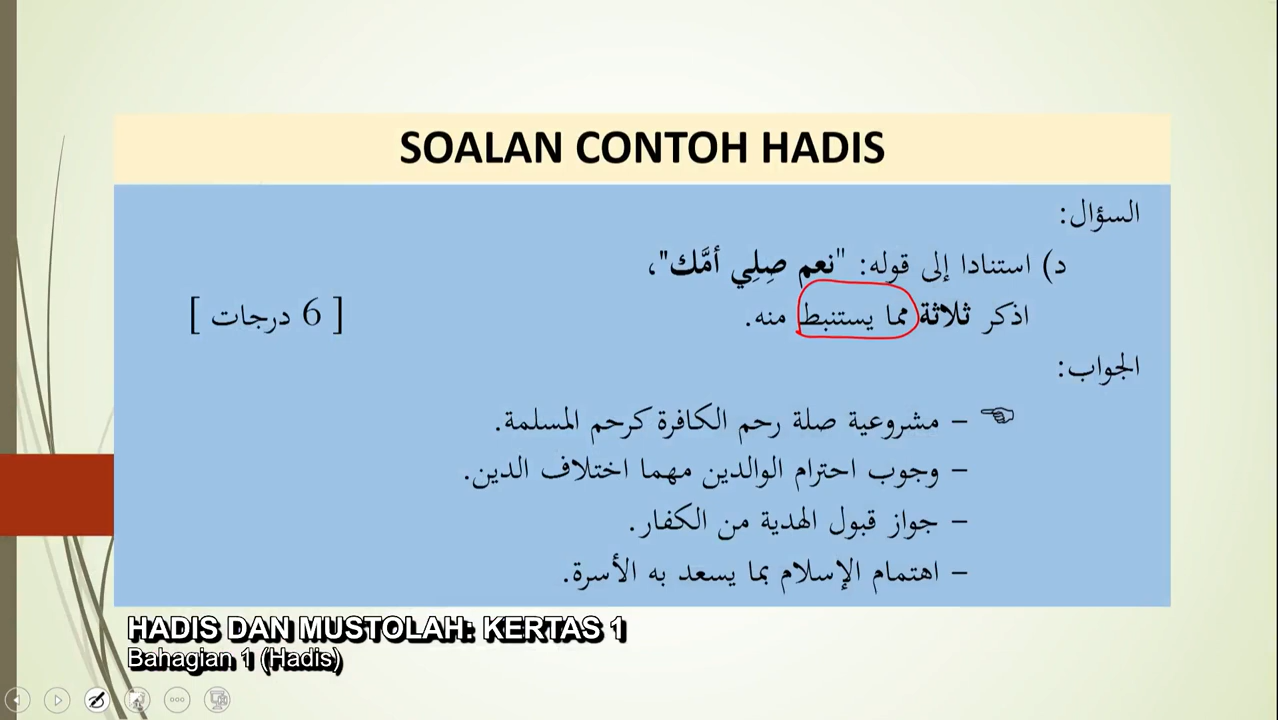 SOALAN CONTOH HADIS
السؤال:
د) استنادا إلى قوله: "نعم صِلِي أمَّك"،
اذكر ثلاثة مما يستنبط منه.
[ 6 درجات ]
الجواب:
– مشروعية صلة رحم الكافرة كرحم المسلمة.
– وجوب احترام الوالدين مهما اختلاف الدين.
– جواز قبول الهدية من الكفار.
– اهتمام الإسلام بما يسعد به الأسرة.
HADIS DAN MUSTOLAH: KERTAS 1
Bahagian 1 (Hadis)